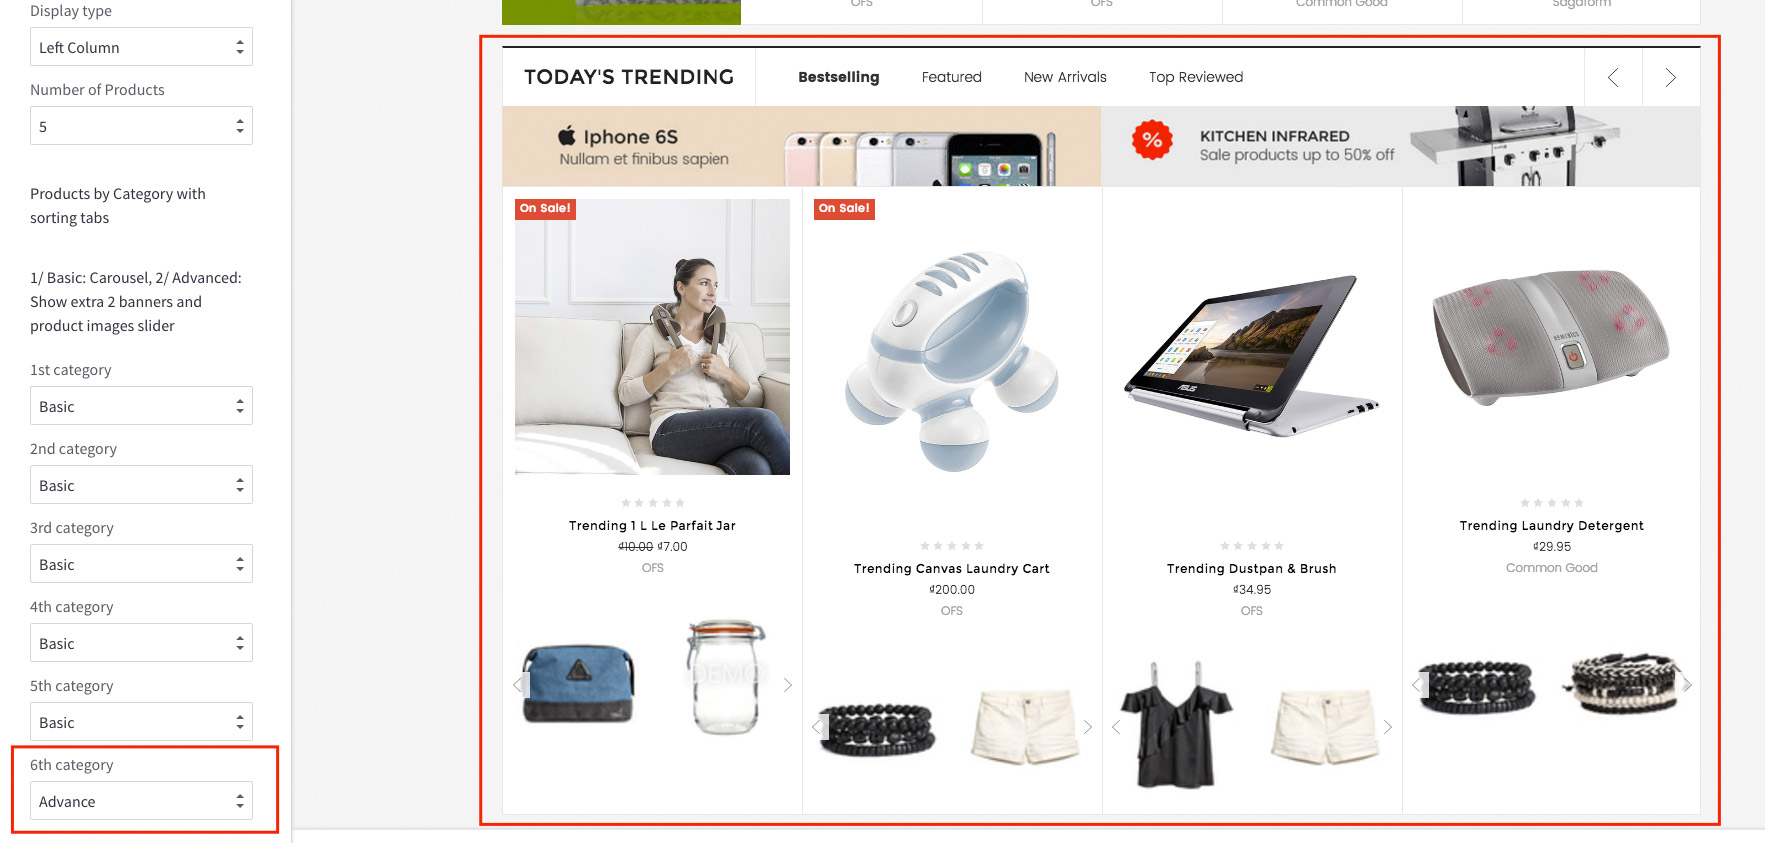 Display type
Left Column
Number of Products
5
Products by Category with
sorting tabs
1/ Basic: Carousel, 2/ Advanced:
Show extra 2 banners and
product images slider
1st category
Basic
2nd category
Basic
3rd category
Basic
4th category
Basic
5th category
Basic
6th category
Advance
OFS
OFS
Common Good
Sagaform
TODAY'S TRENDING
Bestselling
Featured
New Arrivals
Top Reviewed
Iphone 6S
Nullam et finibus sapien
%
KITCHEN INFRARED
Sale products up to 50% off
On Sale!
Trending 1 L Le Parfait Jar
₫10.00 ₫7.00
OFS
DEMO
On Sale!
Trending Canvas Laundry Cart
₫200.00
OFS
ASUS
Trending Dustpan & Brush
₫34.95
OFS
HOMEDICS
Trending Laundry Detergent
₫29.95
Common Good